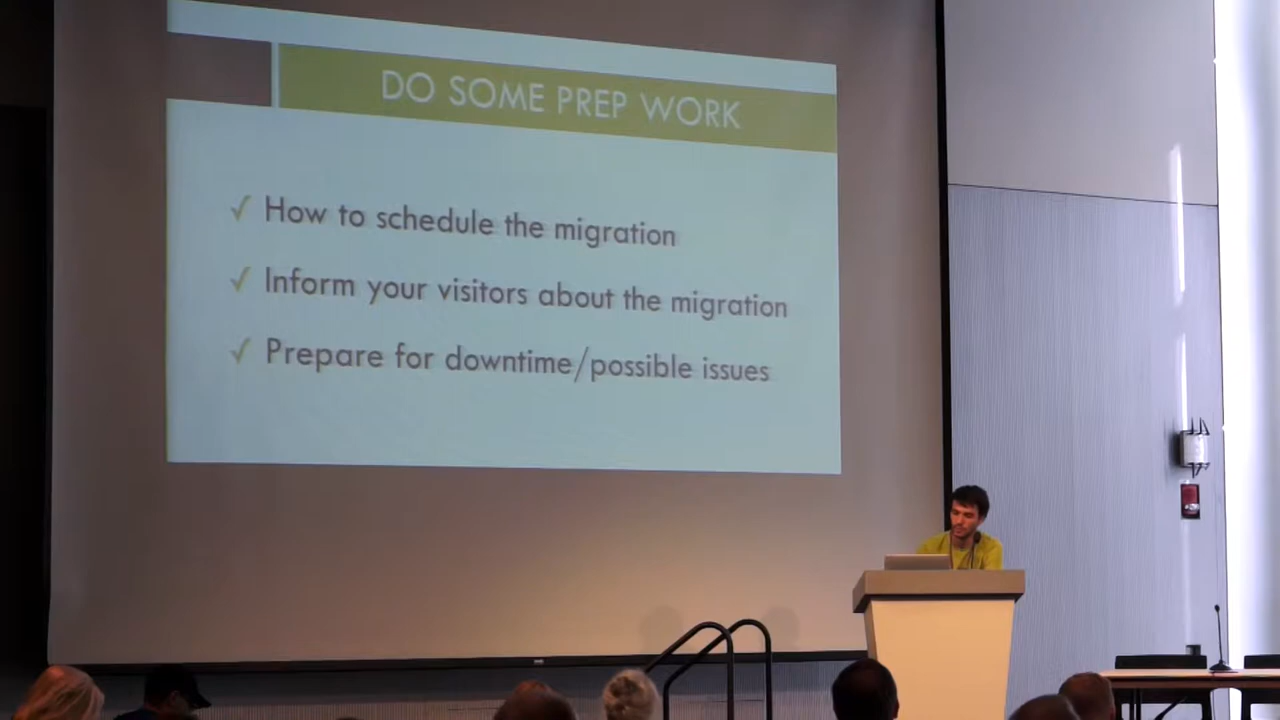 DO SOME PREP WORK
✓ How to schedule the migration
✓ Inform your visitors about the migration
✓ Prepare for downtime/possible issues